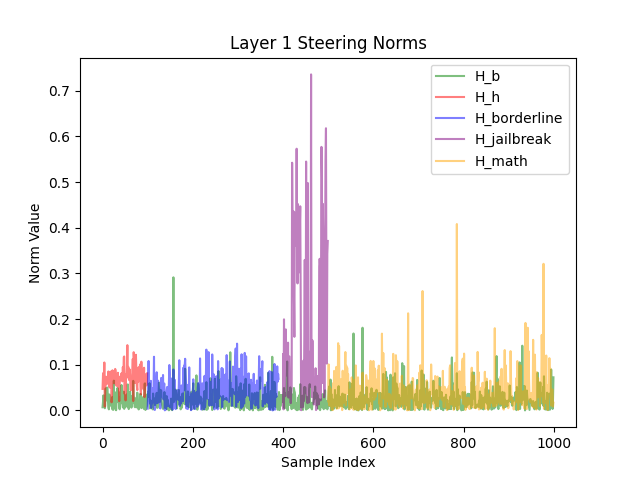 Layer 1 Steering Norms
H_b
H_h
H_borderline
H_jailbreak
H_math
Norm Value
0.7
0.6
0.5
0.4
0.3
0.2
0.1
0.0
0
200
400
600
800
1000
Sample Index